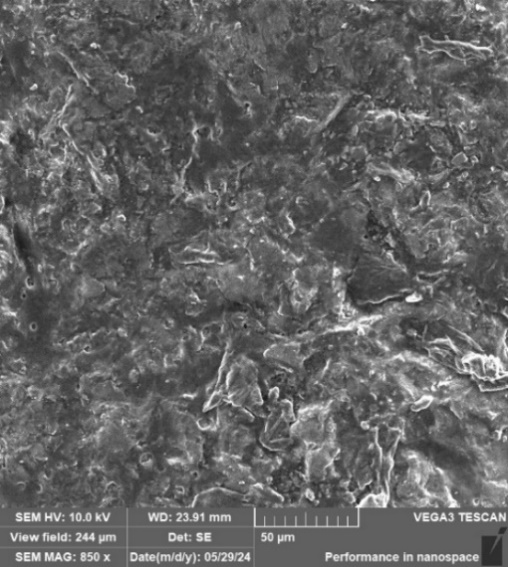 SEM HV: 10.0 kV WD: 23.91 mm VEGA3 TESCAN
View field: 244 µm Det: SE 50 µm
SEM MAG: 850 x Date(m/d/y): 05/29/24 Performance in nanospace